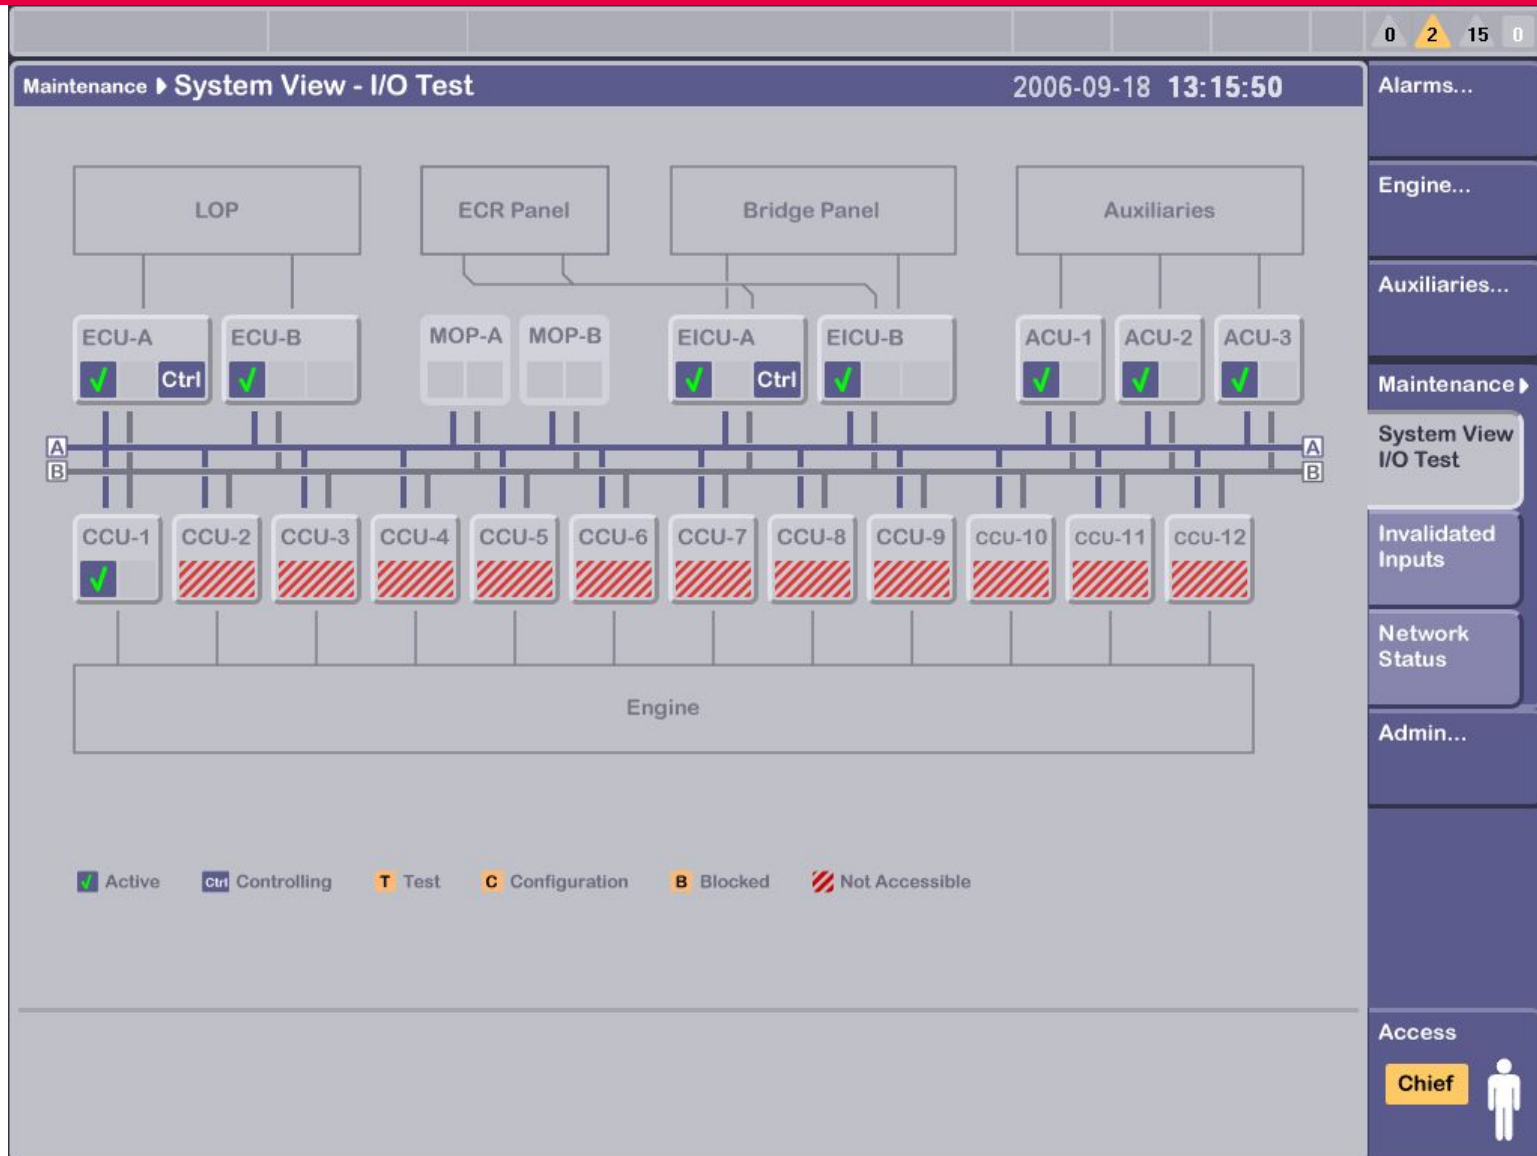 0 2 15 0
Maintenance System View - I/O Test 2006-09-18 13:15:50
Alarms...
Engine...
Auxiliaries...
Maintenance
System View
I/O Test
Invalidated
Inputs
Network
Status
Admin...
Access
Chief
LOP ECR Panel Bridge Panel Auxiliaries
ECU-A ECU-B MOP-A MOP-B EICU-A EICU-B ACU-1 ACU-2 ACU-3
Ctrl Ctrl
A A
B B
CCU-1 CCU-2 CCU-3 CCU-4 CCU-5 CCU-6 CCU-7 CCU-8 CCU-9 CCU-10 CCU-11 CCU-12
Engine
Active Ctrl Controlling T Test C Configuration B Blocked Not Accessible